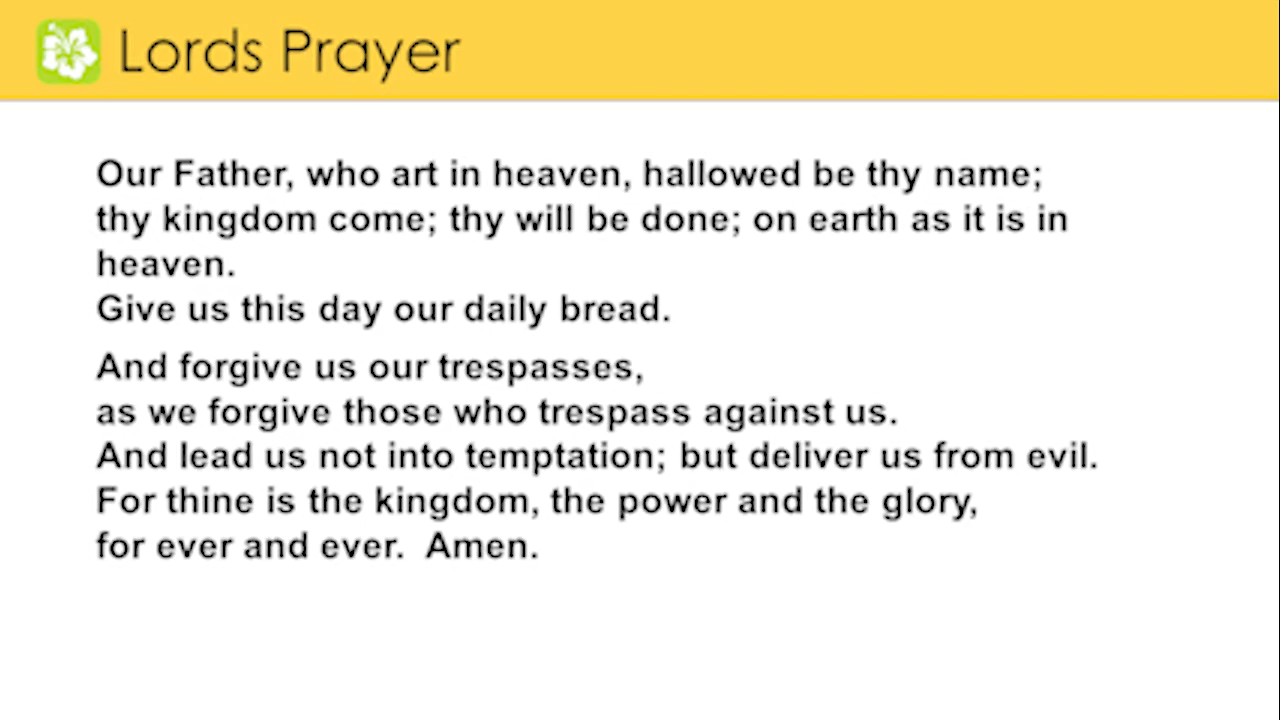 Lords Prayer
Our Father, who art in heaven, hallowed be thy name;
thy kingdom come; thy will be done; on earth as it is in
heaven.
Give us this day our daily bread.
And forgive us our trespasses,
as we forgive those who trespass against us.
And lead us not into temptation; but deliver us from evil.
For thine is the kingdom, the power and the glory,
for ever and ever.  Amen.